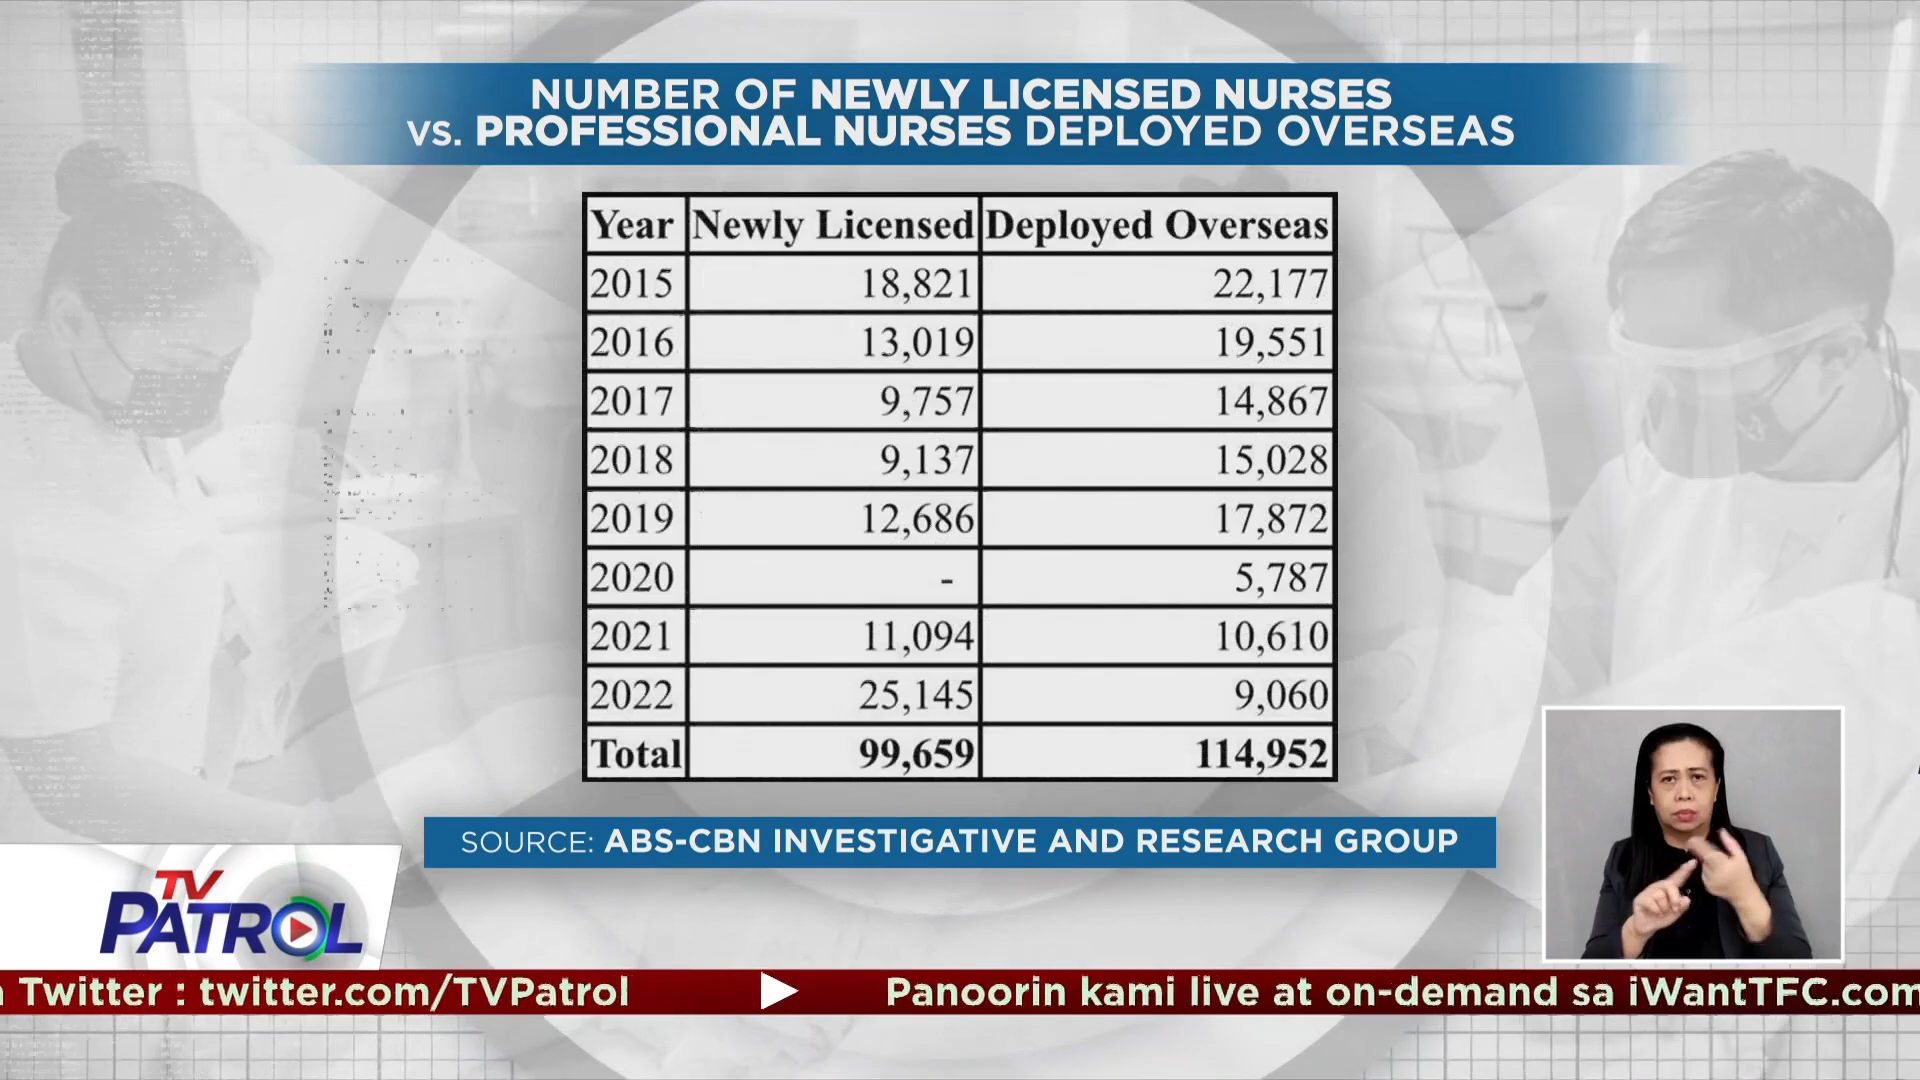 NUMBER OF NEWLY LICENSED NURSES
VS. PROFESSIONAL NURSES DEPLOYED OVERSEAS
Year Newly Licensed Deployed Overseas
2015 18,821 22,177
2016 13,019 19,551
2017 9,757 14,867
2018 9,137 15,028
2019 12,686 17,872
2020 - 5,787
2021 11,094 10,610
2022 25,145 9,060
Total 99,659 114,952
SOURCE: ABS-CBN INVESTIGATIVE AND RESEARCH GROUP
TV
PATROL
Twitter : twitter.com/TVPatrol Panoorin kami live at on-demand sa iWantTFC.com